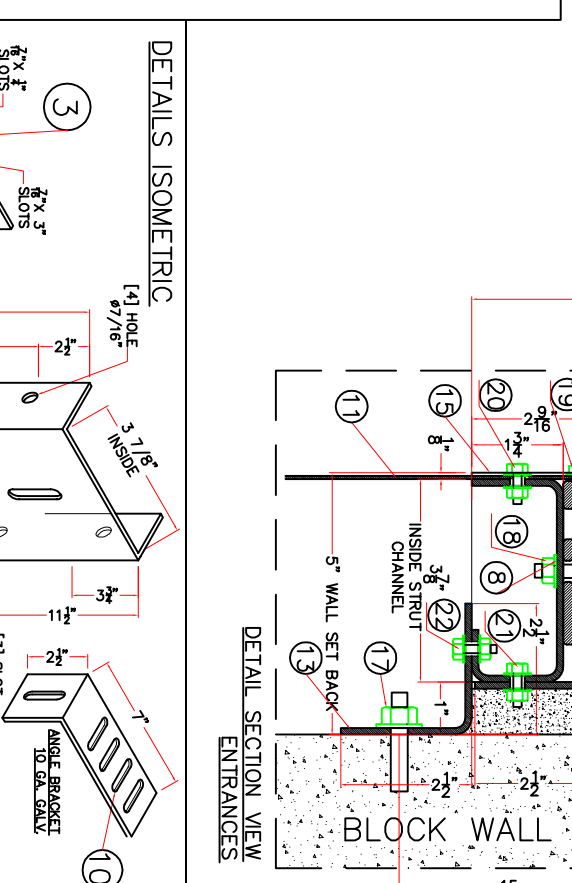 DETAILS ISOMETRIC
7/16" X 1"
SLOTS
3
7/16" X 3"
SLOTS
[4] HOLE
ø7/16"
2½"
3 7/8"
INSIDE
3¾"
11½"
2½"
7"
ANGLE BRACKET
10 GA. GALV.
10
19
20
15
11
2 9/16"
1¾"
1/8"
18
8
INSIDE STRUT
CHANNEL
3⅞"
22
21
2½"
5" WALL SET BACK
17
13
1"
2½"
2½"
BLOCK WALL
DETAIL SECTION VIEW
ENTRANCES